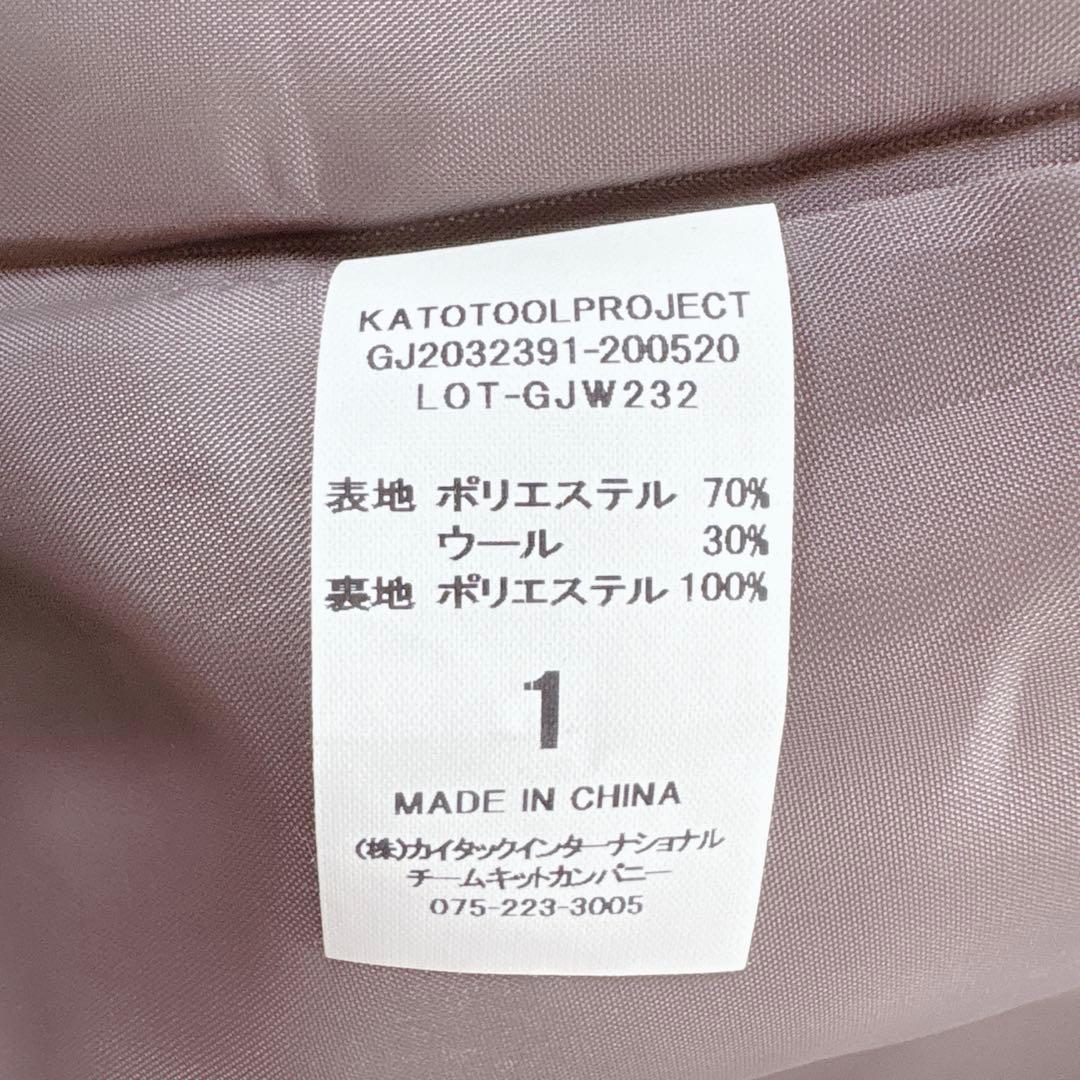 KATOTOOLPROJECT
GJ2032391-200520
LOT-GJW232
表地 ポリエステル 70%
ウール 30%
裏地 ポリエステル 100%
1
MADE IN CHINA
(株)カイタックインターナショナル
チームキットカンパニー
075-223-3005